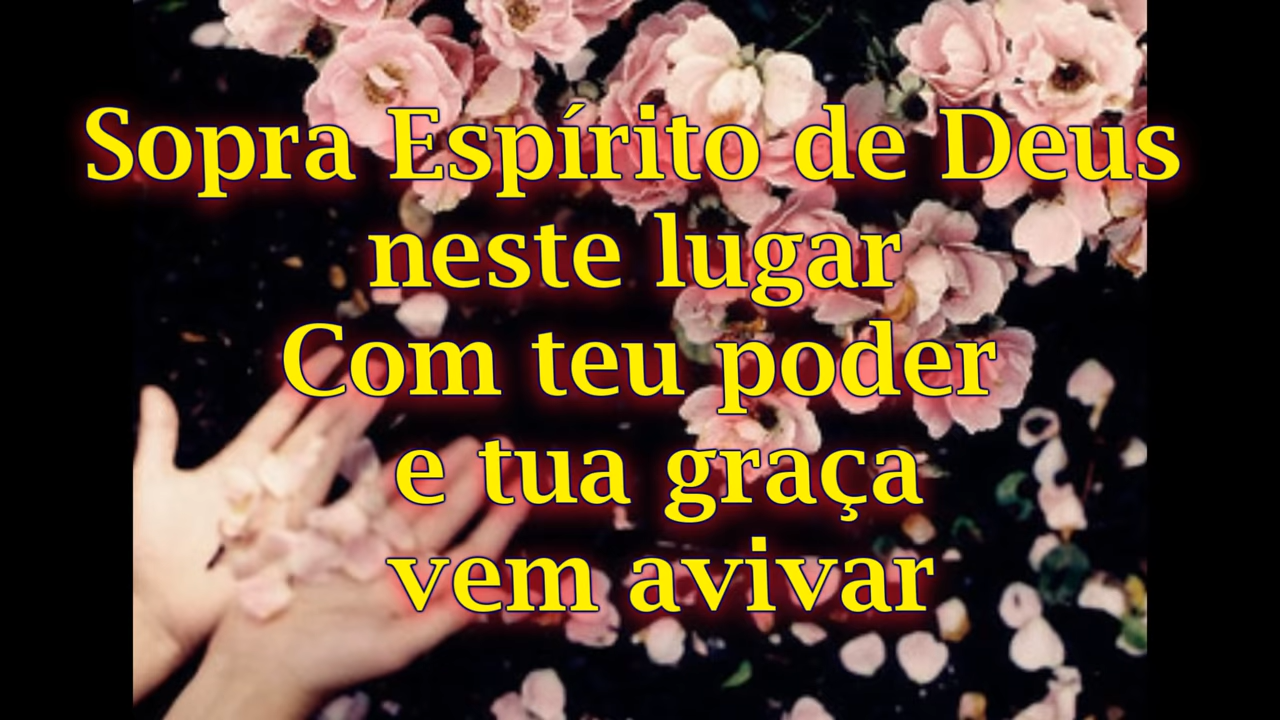 Sopra Espírito de Deus
neste lugar
Com teu poder
e tua graça
vem avivar